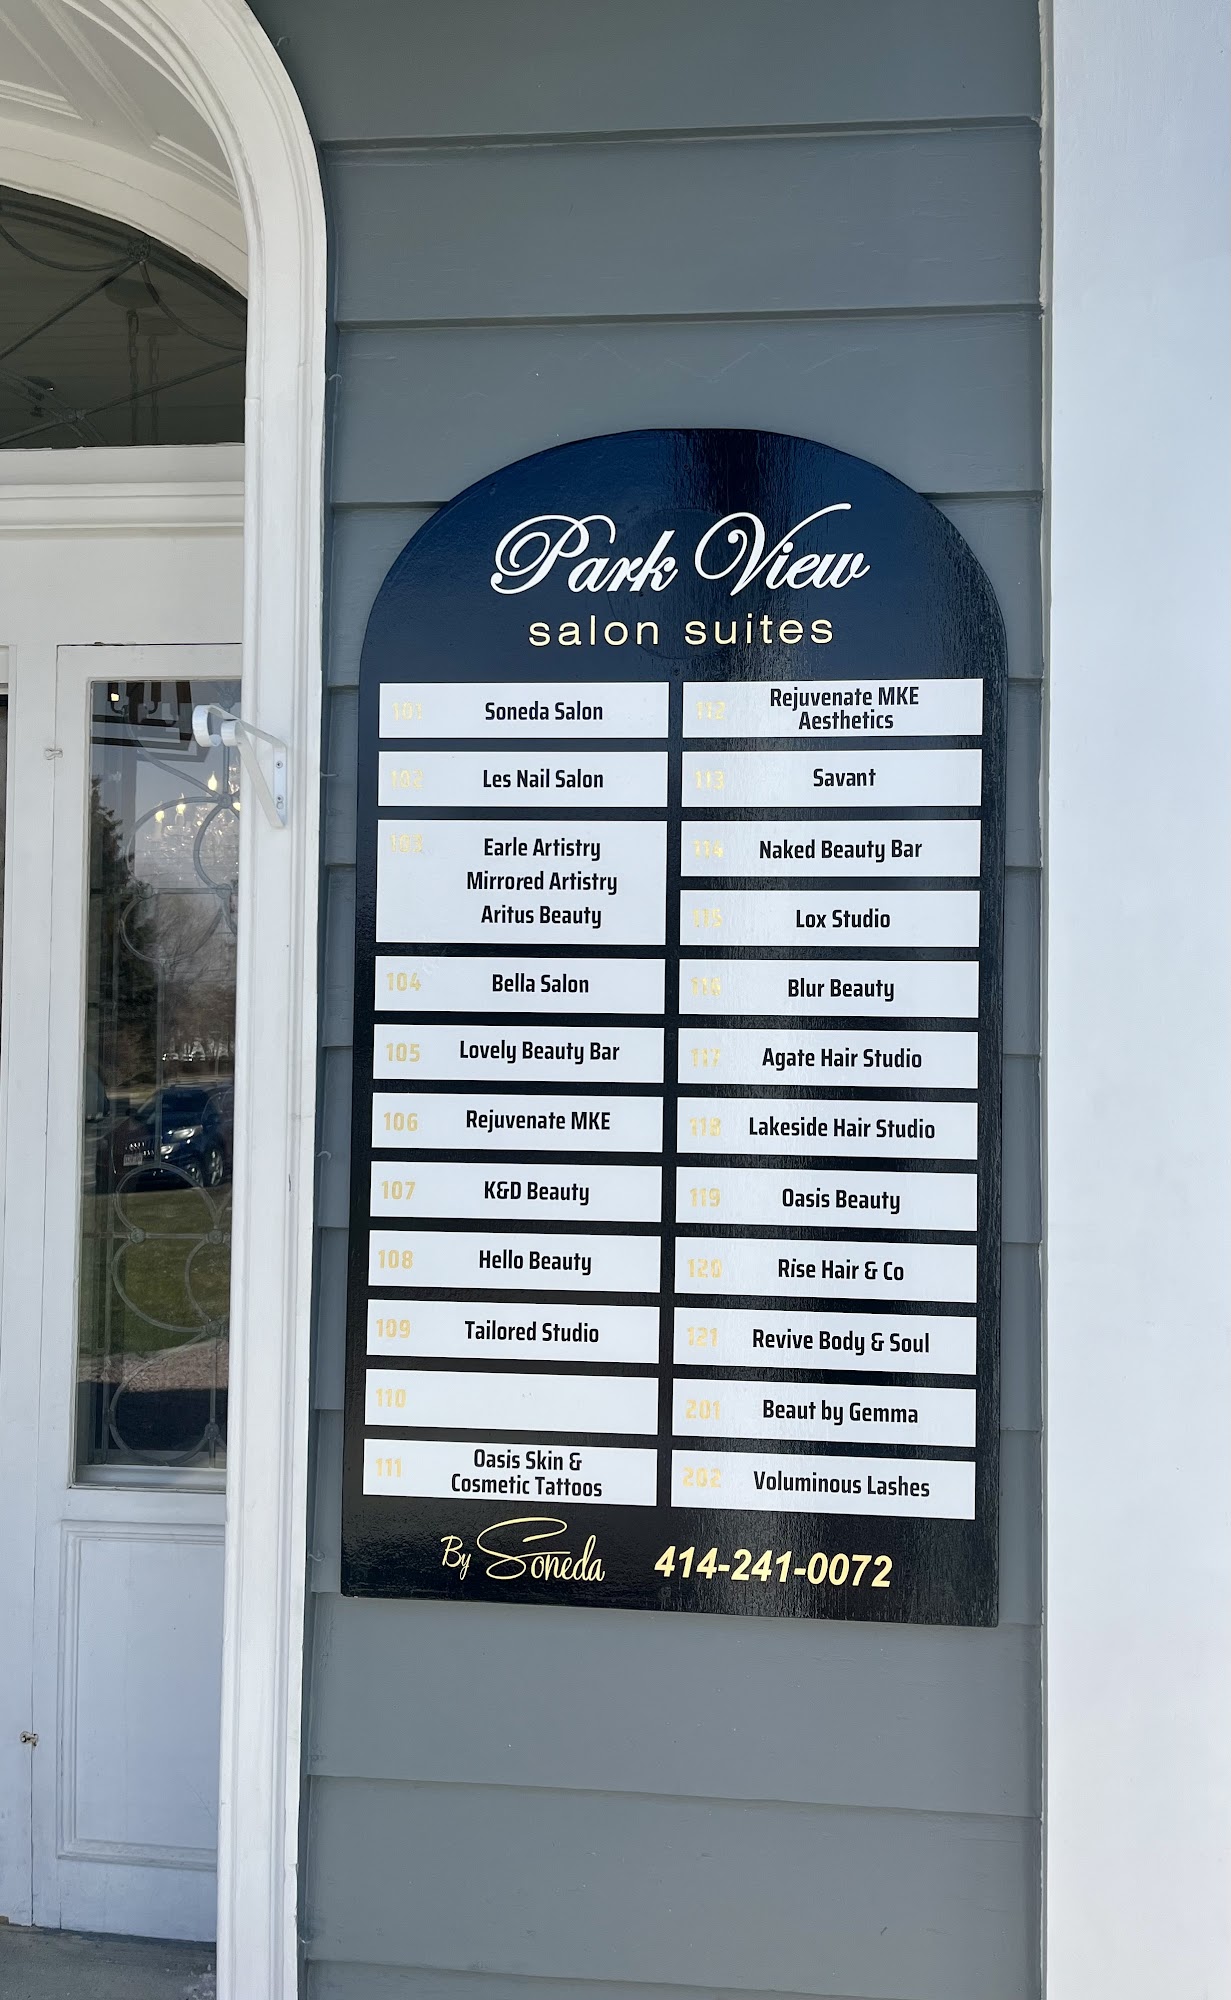 Park View
salon suites
101 Soneda Salon
102 Les Nail Salon
103 Earle Artistry
Mirrored Artistry
Aritus Beauty
104 Bella Salon
105 Lovely Beauty Bar
106 Rejuvenate MKE
107 K&D Beauty
108 Hello Beauty
109 Tailored Studio
110
111 Oasis Skin &
Cosmetic Tattoos
112 Rejuvenate MKE
Aesthetics
113 Savant
114 Naked Beauty Bar
115 Lox Studio
116 Blur Beauty
117 Agate Hair Studio
118 Lakeside Hair Studio
119 Oasis Beauty
120 Rise Hair & Co
121 Revive Body & Soul
201 Beaut by Gemma
202 Voluminous Lashes
By Soneda 414-241-0072